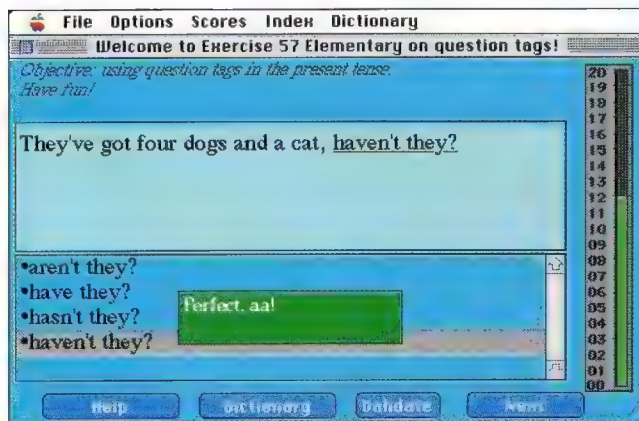 File Options Scores Index Dictionary
Welcome to Exercise 57 Elementary on question tags!
Objective: using question tags in the present tense.
Have fun!
They've got four dogs and a cat, haven't they?
•aren't they?
•have they?
•hasn't they?
•haven't they?
Perfect, aa!
20
19
18
17
16
15
14
13
12
11
10
09
08
07
06
05
04
03
02
01
00
Help Dictionary Validate